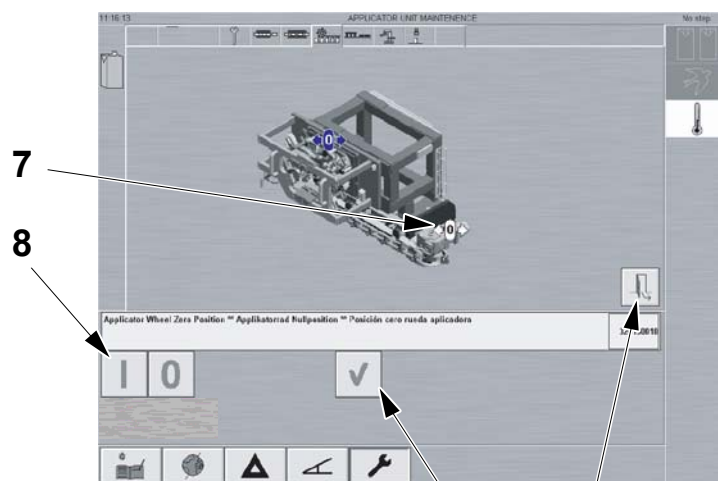 11:16:13 APPLICATOR UNIT MAINTENENCE No step
0
7
0
8
Applicator Wheel Zero Position ** Applikatorrad Nullposition ** Posición cero rueda aplicadora
I 0